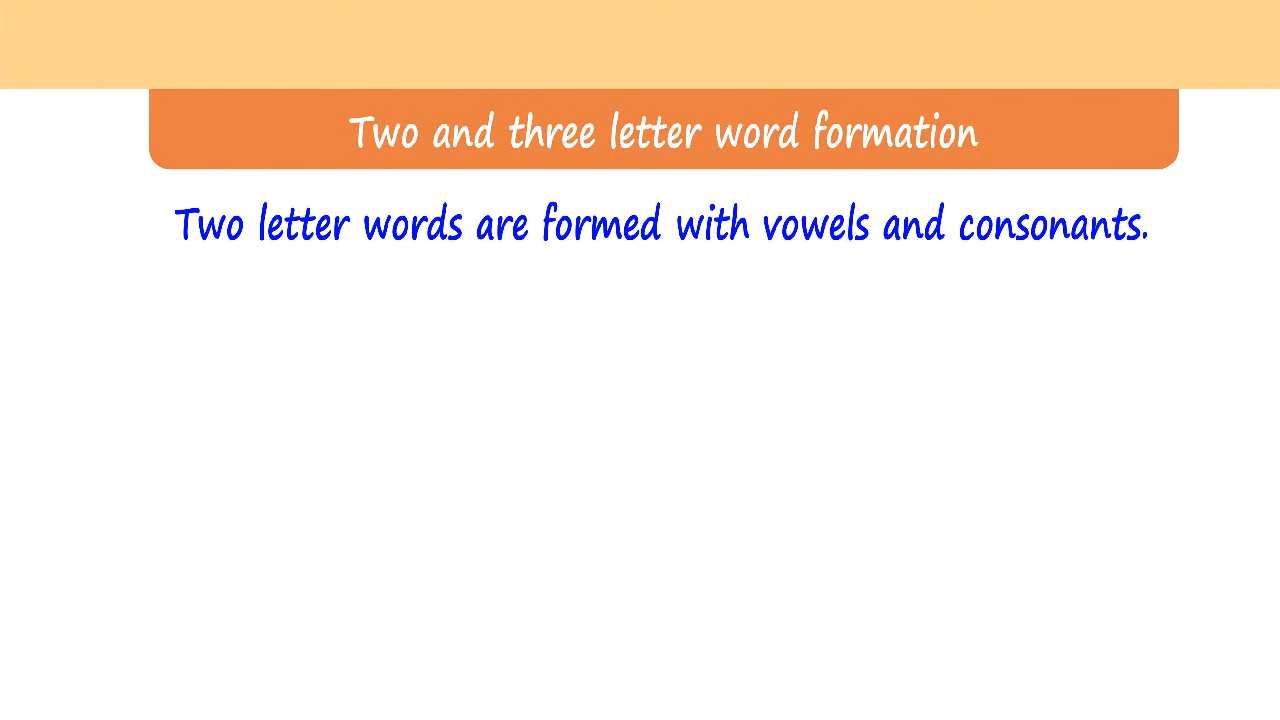 Two and three letter word formation
Two letter words are formed with vowels and consonants.